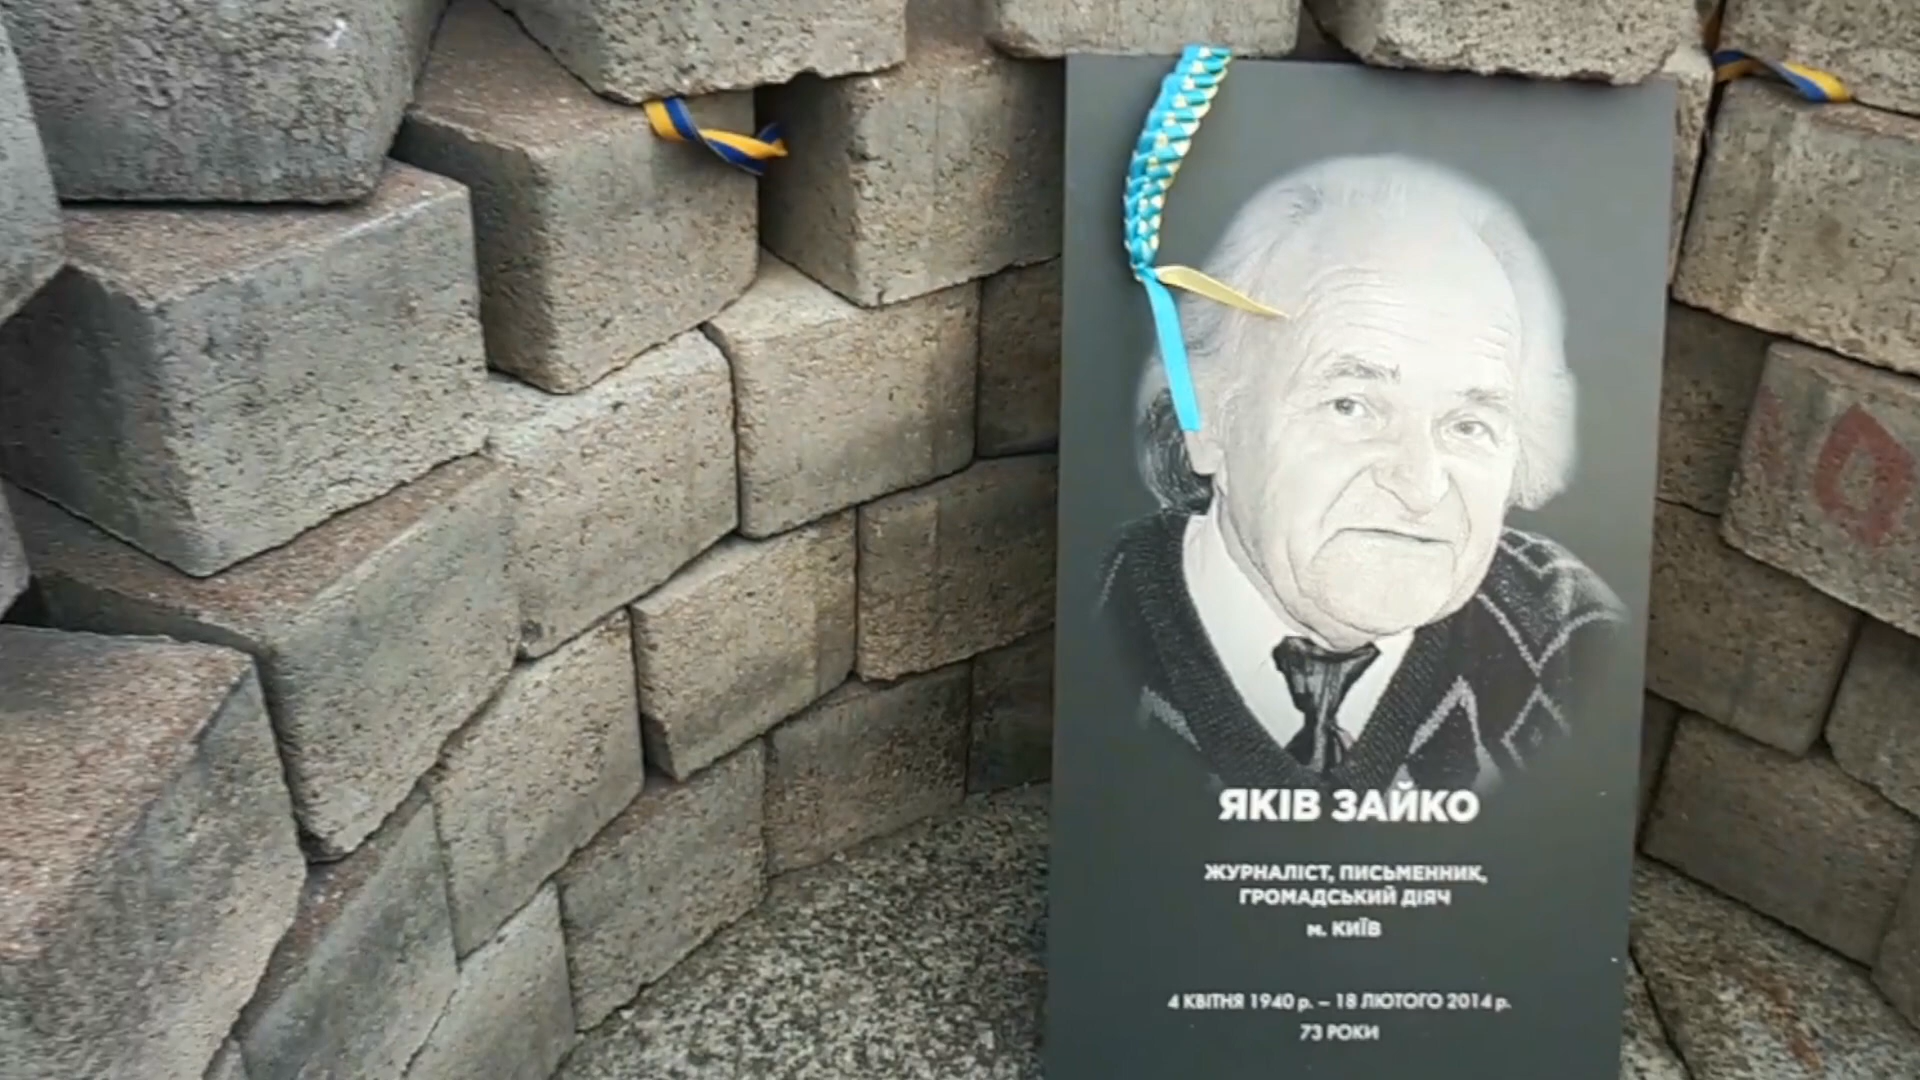 ЯКІВ ЗАЙКО
ЖУРНАЛІСТ, ПИСЬМЕННИК,
ГРОМАДСЬКИЙ ДІЯЧ
м. КИЇВ
4 КВІТНЯ 1940 р. – 18 ЛЮТОГО 2014 р.
73 РОКИ